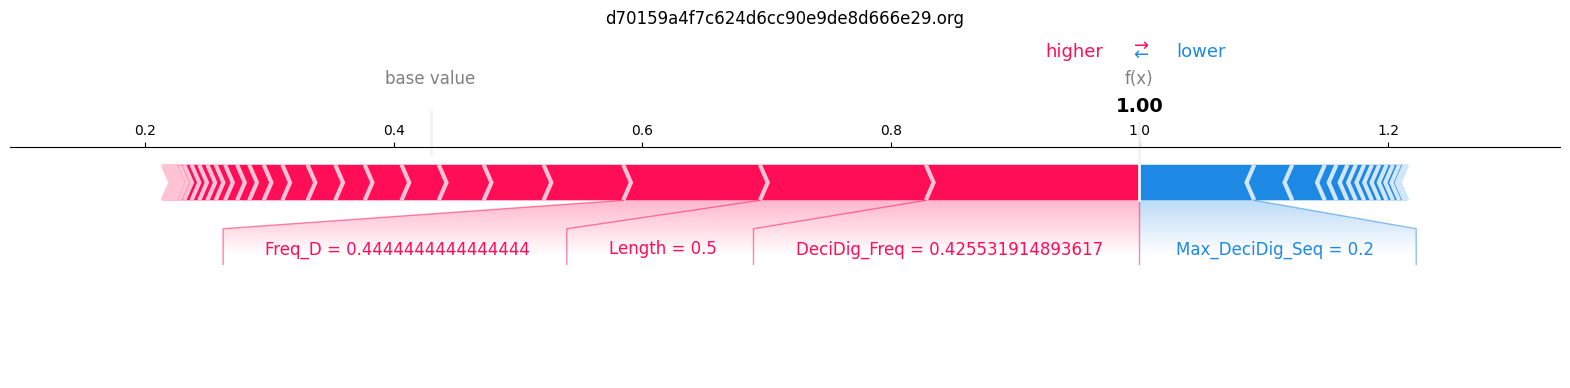 d70159a4f7c624d6cc90e9de8d666e29.org
higher ⇄ lower
base value f(x)
1.00
0.2 0.4 0.6 0.8 1.0 1.2
Freq_D = 0.4444444444444444 Length = 0.5 DeciDig_Freq = 0.425531914893617 Max_DeciDig_Seq = 0.2